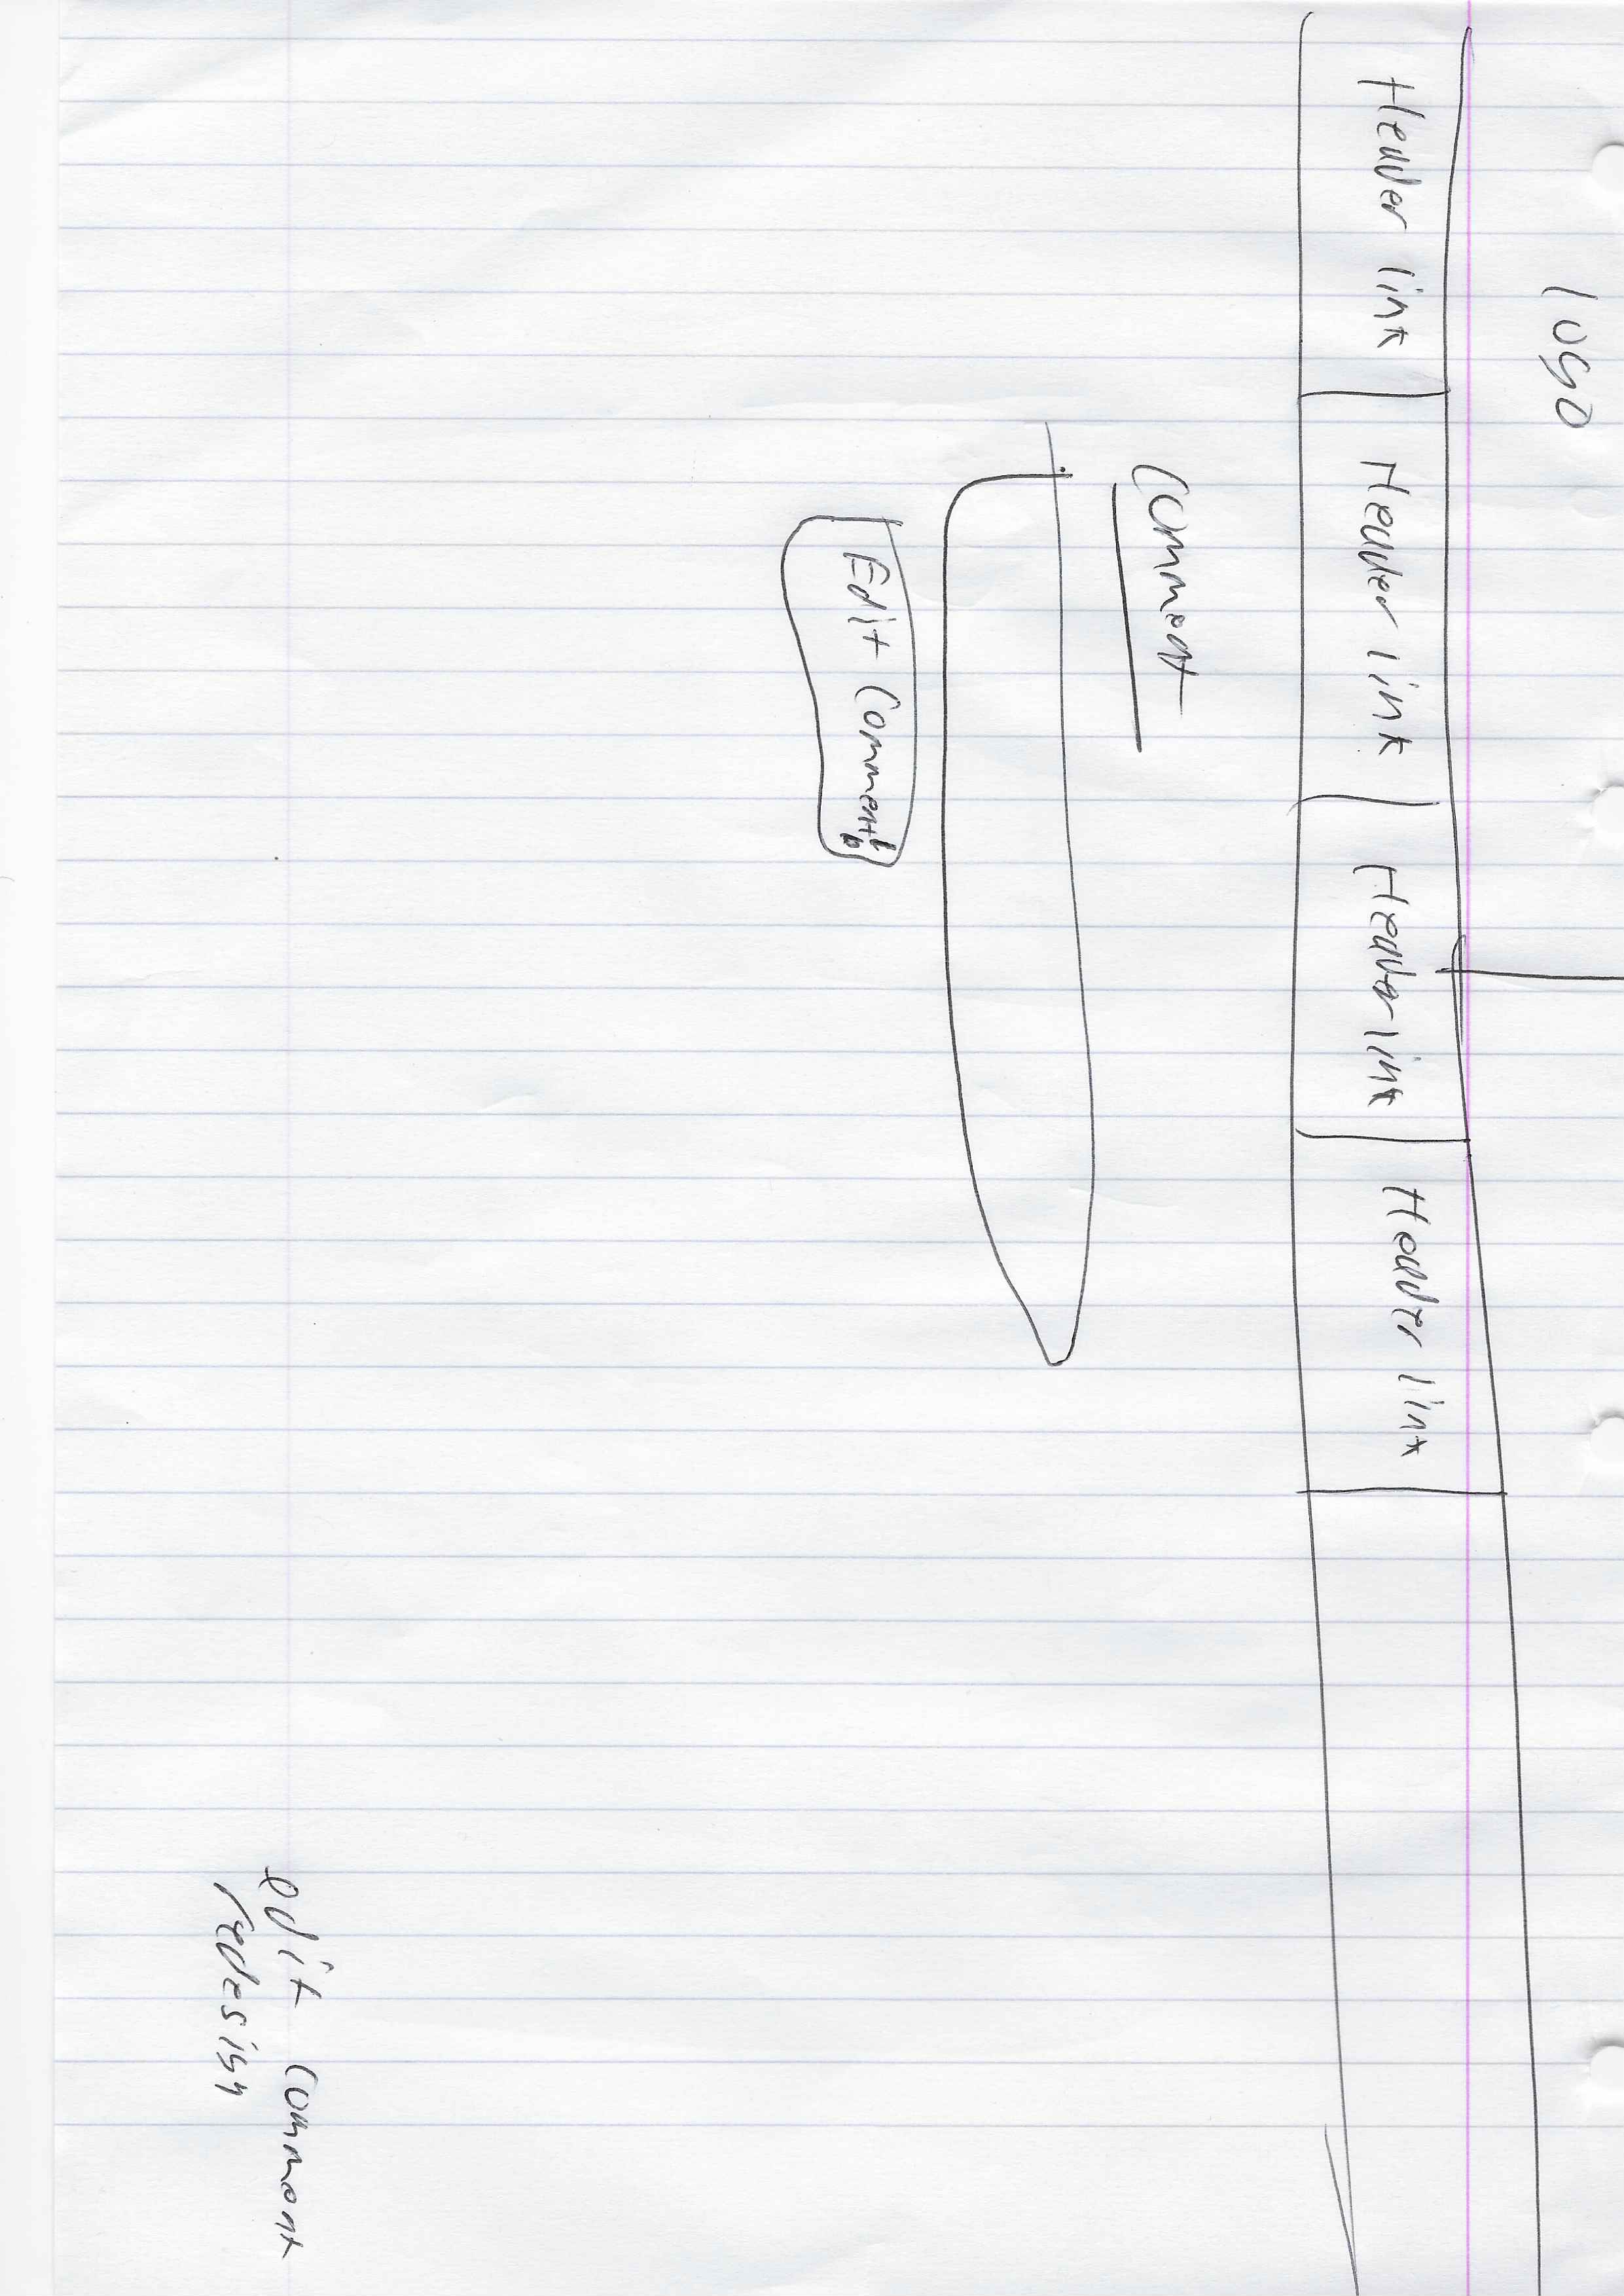 logo
Header link Header link Header link Header link
Comment
Edit Comment!
edit comment
redesign